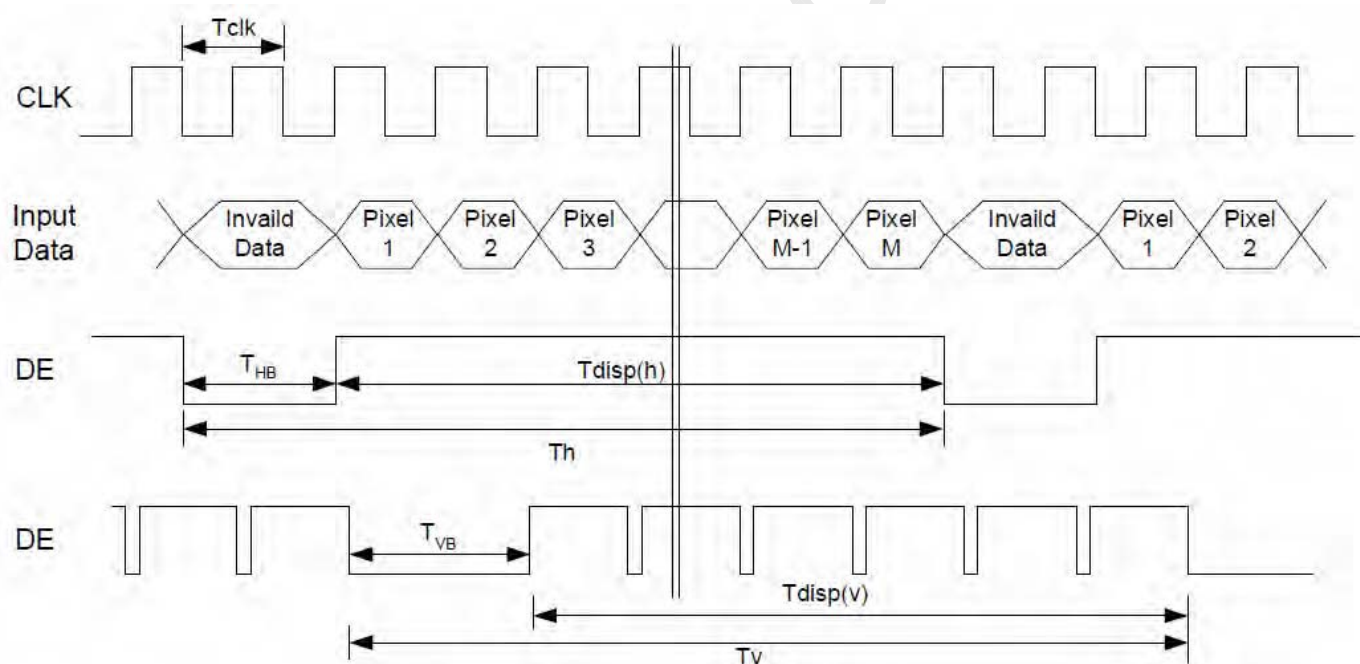 Tclk
CLK
Input
Data
Invaild
Data
Pixel
1
Pixel
2
Pixel
3
Pixel
M-1
Pixel
M
Invaild
Data
Pixel
1
Pixel
2
DE
THB
Tdisp(h)
Th
DE
TVB
Tdisp(v)
Tv